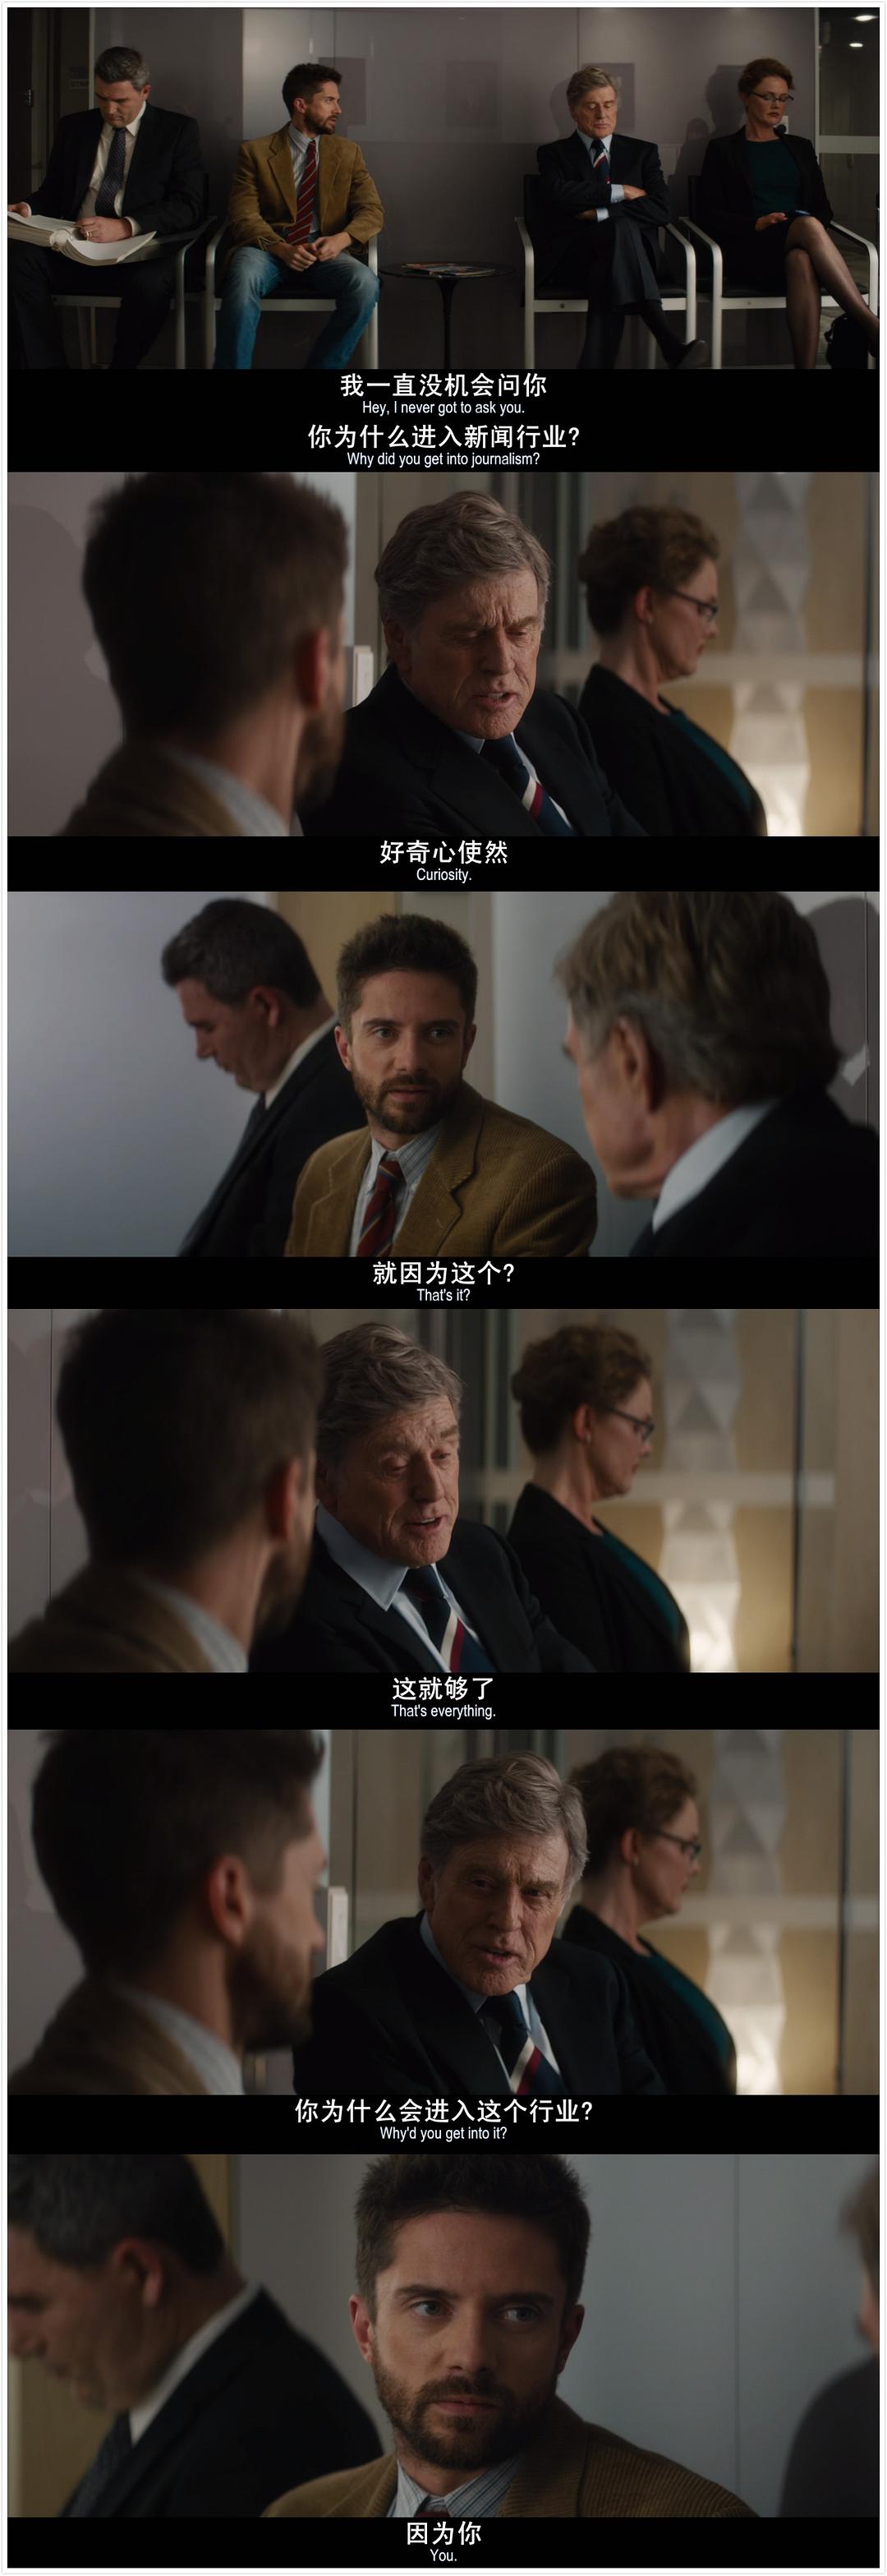 我一直没机会问你
Hey, I never got to ask you.
你为什么进入新闻行业?
Why did you get into journalism?
好奇心使然
Curiosity.
就因为这个?
That's it?
这就够了
That's everything.
你为什么会进入这个行业?
Why'd you get into it?
因为你
You.